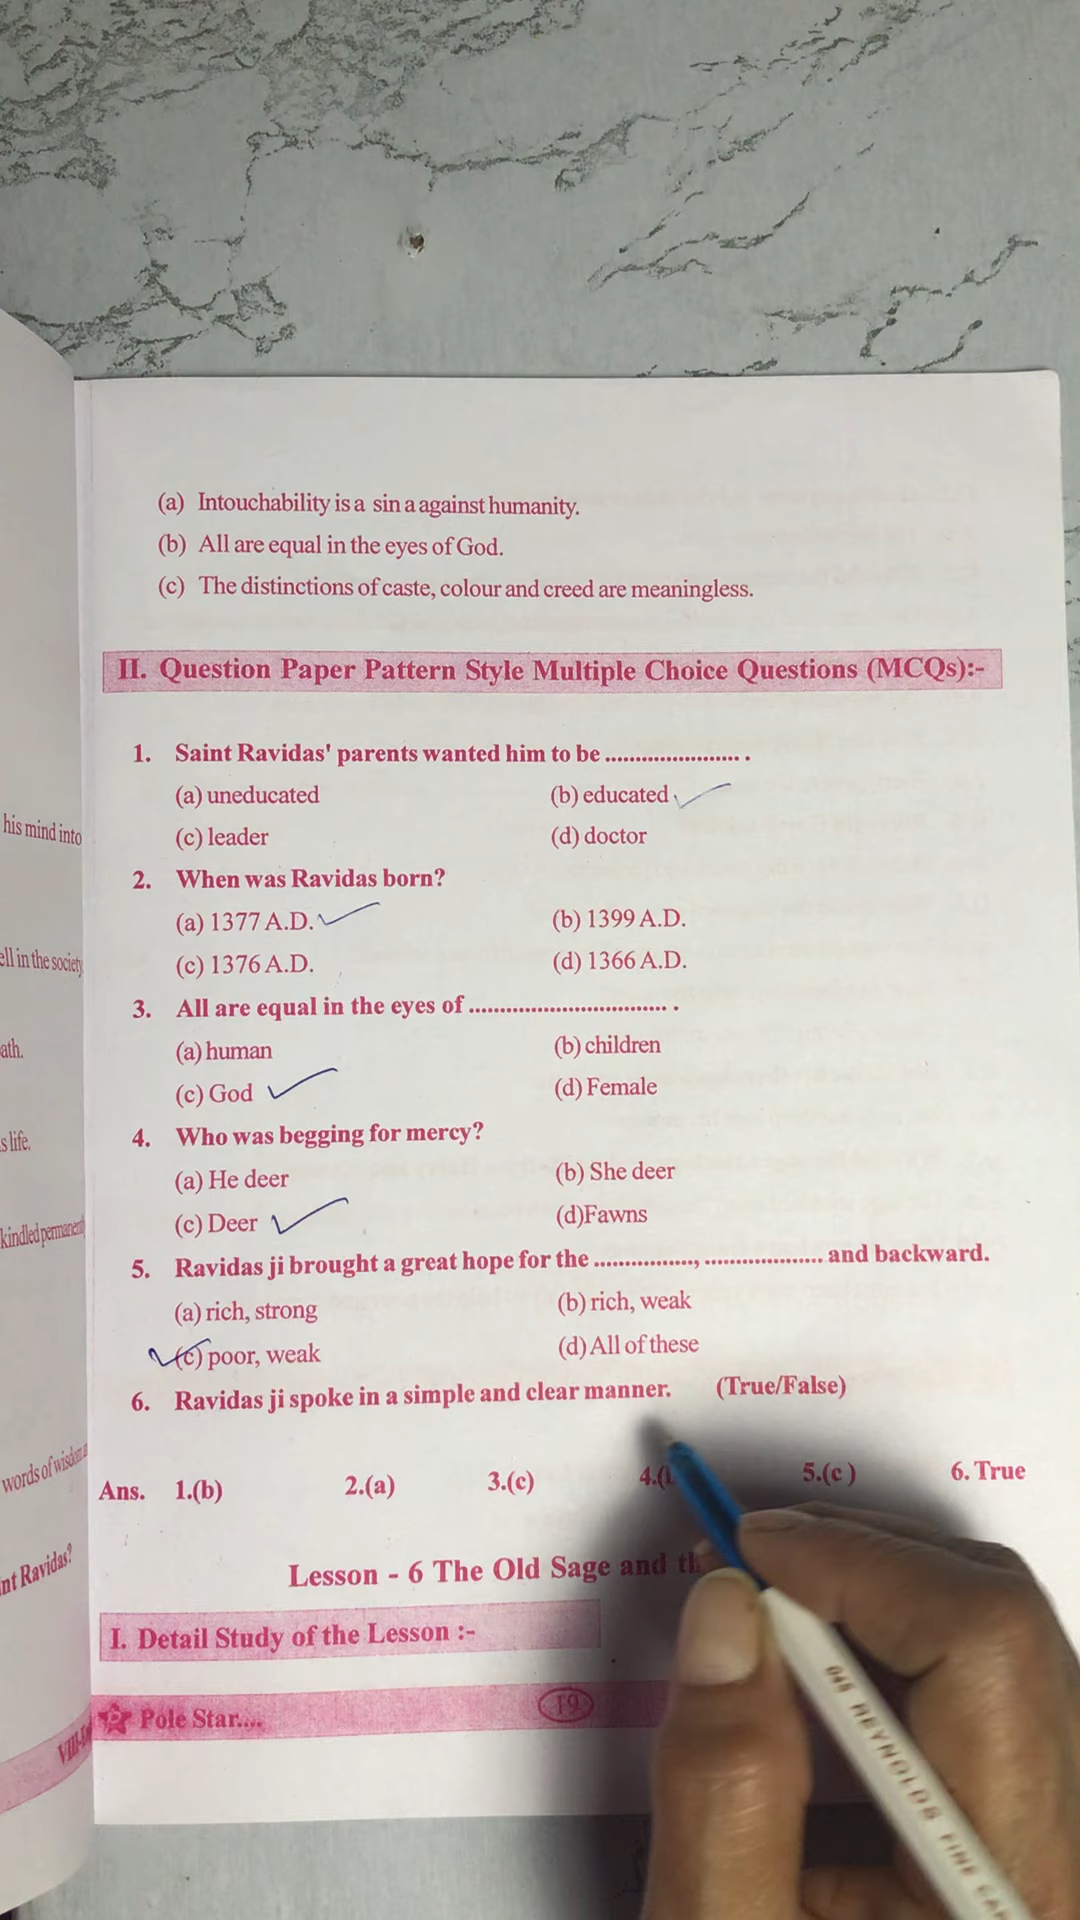 (a) Intouchability is a sin a against humanity.
(b) All are equal in the eyes of God.
(c) The distinctions of caste, colour and creed are meaningless.
II. Question Paper Pattern Style Multiple Choice Questions (MCQs):-
1. Saint Ravidas' parents wanted him to be ....................... .
(a) uneducated (b) educated
(c) leader (d) doctor
2. When was Ravidas born?
(a) 1377 A.D. (b) 1399 A.D.
(c) 1376 A.D. (d) 1366 A.D.
3. All are equal in the eyes of ................................ .
(a) human (b) children
(c) God (d) Female
4. Who was begging for mercy?
(a) He deer (b) She deer
(c) Deer (d)Fawns
5. Ravidas ji brought a great hope for the ................, ................... and backward.
(a) rich, strong (b) rich, weak
(c) poor, weak (d) All of these
6. Ravidas ji spoke in a simple and clear manner. (True/False)
Ans. 1.(b) 2.(a) 3.(c) 4.( 5.(c ) 6. True
Lesson - 6 The Old Sage and
I. Detail Study of the Lesson :-
Pole Star.... 19
his mind into
ell in the society
ath.
s life.
kindled permanent
words of wisdom
nt Ravidas?
045 REYNOLDS FINE